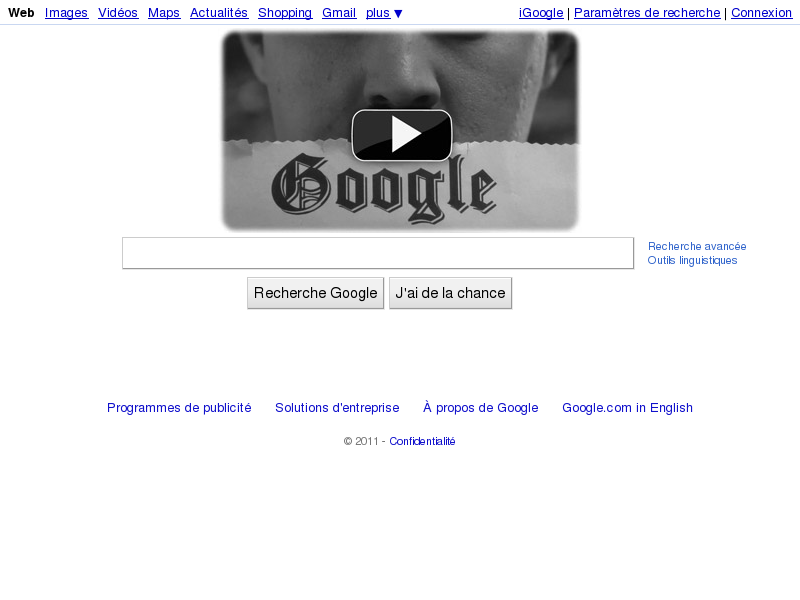 Web Images Vidéos Maps Actualités Shopping Gmail plus ▼ iGoogle | Paramètres de recherche | Connexion
Google
Recherche avancée
Outils linguistiques
Recherche Google J'ai de la chance
Programmes de publicité Solutions d'entreprise À propos de Google Google.com in English
© 2011 - Confidentialité